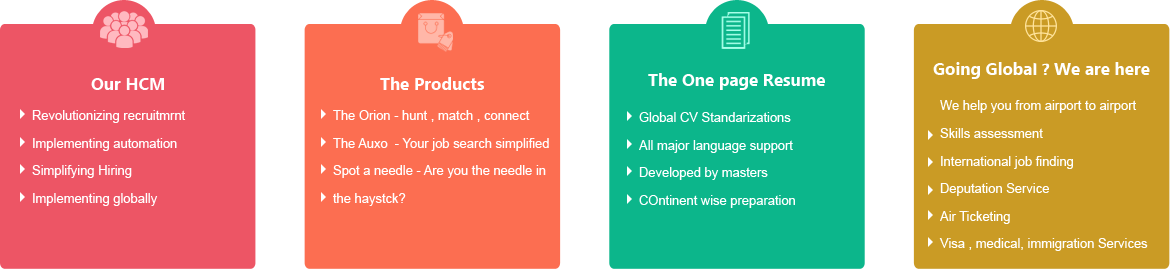 Our HCM
Revolutionizing recruitmrnt
Implementing automation
Simplifying Hiring
Implementing globally
The Products
The Orion - hunt , match , connect
The Auxo - Your job search simplified
Spot a needle - Are you the needle in
the haystck?
The One page Resume
Global CV Standarizations
All major language support
Developed by masters
COntinent wise preparation
Going Global ? We are here
We help you from airport to airport
Skills assessment
International job finding
Deputation Service
Air Ticketing
Visa , medical, immigration Services